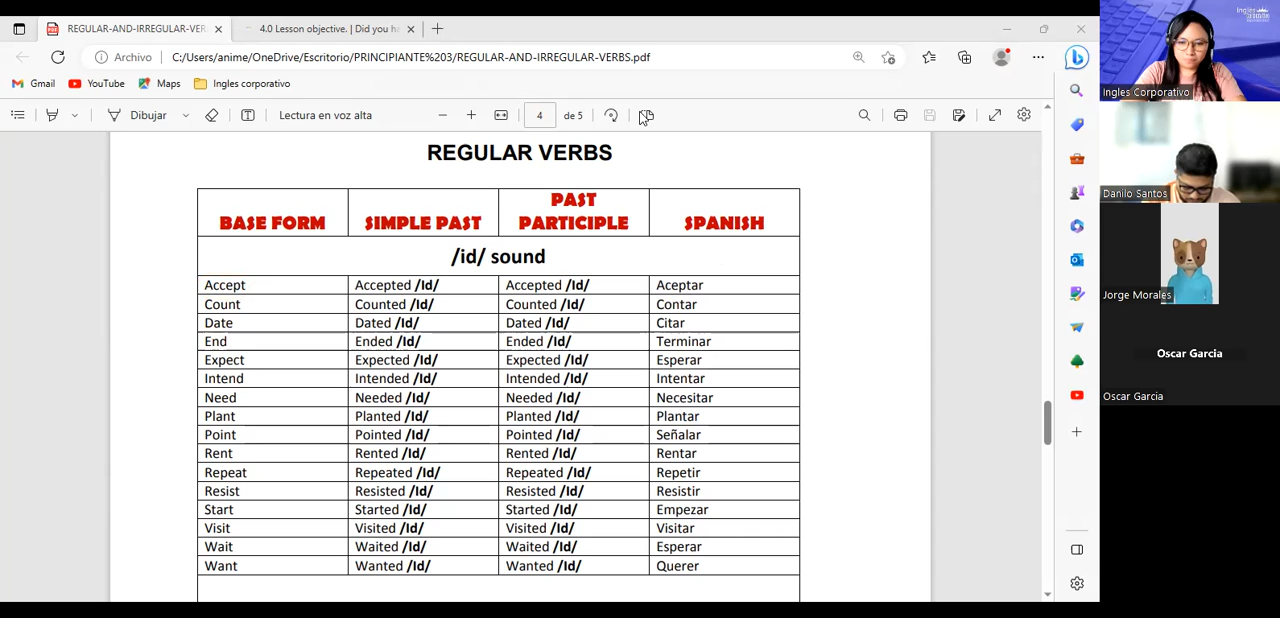 REGULAR-AND-IRREGULAR-VER
4.0 Lesson objective. Did you ha
Archivo
C:/Users/anime/OneDrive/Escritorio/PRINCIPIANTE%203/REGULAR-AND-IRREGULAR-VERBS.pdf
Gmail YouTube Maps Ingles corporativo
Dibujar Lectura en voz alta 4 de 5
REGULAR VERBS
BASE FORM SIMPLE PAST PAST PARTICIPLE SPANISH
/id/ sound
Accept Accepted /Id/ Accepted /Id/ Aceptar
Count Counted /Id/ Counted /Id/ Contar
Date Dated /Id/ Dated /Id/ Citar
End Ended /Id/ Ended /Id/ Terminar
Expect Expected /Id/ Expected /Id/ Esperar
Intend Intended /Id/ Intended /Id/ Intentar
Need Needed /Id/ Needed /Id/ Necesitar
Plant Planted /Id/ Planted /Id/ Plantar
Point Pointed /Id/ Pointed /Id/ Señalar
Rent Rented /Id/ Rented /Id/ Rentar
Repeat Repeated /Id/ Repeated /Id/ Repetir
Resist Resisted /Id/ Resisted /Id/ Resistir
Start Started /Id/ Started /Id/ Empezar
Visit Visited /Id/ Visited /Id/ Visitar
Wait Waited /Id/ Waited /Id/ Esperar
Want Wanted /Id/ Wanted /Id/ Querer
Ingles Corporativo
Danilo Santos
Jorge Morales
Oscar Garcia
Oscar Garcia